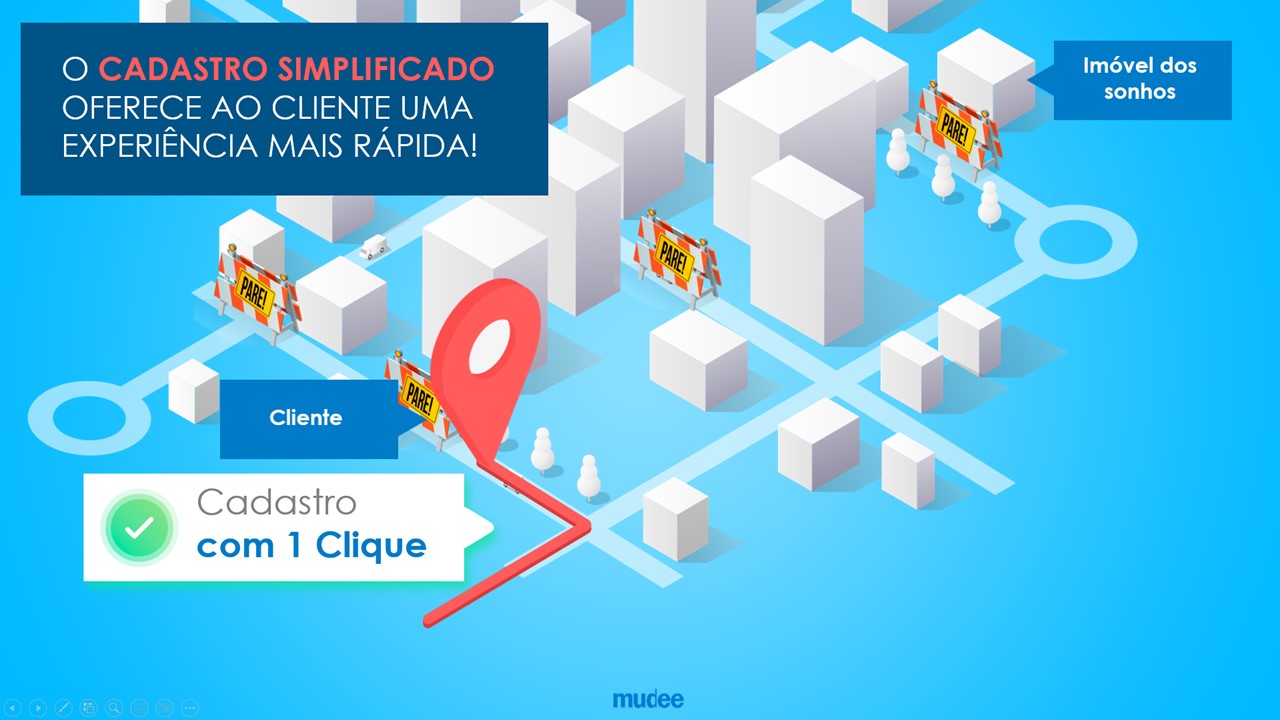 O CADASTRO SIMPLIFICADO
OFERECE AO CLIENTE UMA
EXPERIÊNCIA MAIS RÁPIDA!
Imóvel dos
sonhos
PARE!
PARE!
PARE!
PARE!
Cliente
Cadastro
com 1 Clique
mudee